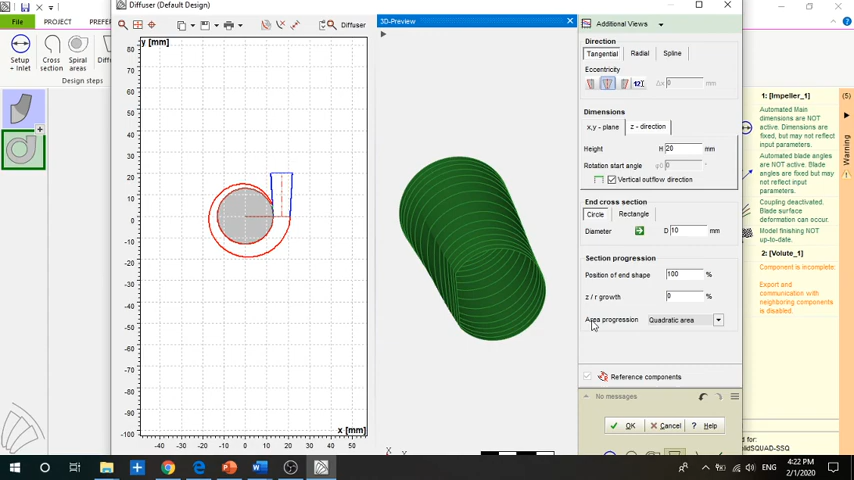 Diffuser (Default Design)
File
PROJECT
PREFER
Setup + Inlet
Cross section
Spiral areas
Design steps
Diffuser
3D-Preview
y [mm]
80
70
60
50
40
30
20
10
0
-10
-20
-30
-40
-50
-60
-70
-80
-90
-100
x [mm]
-40
-20
0
20
40
Additional Views
Direction
Tangential
Radial
Spline
Eccentricity
Δx 0 mm
Dimensions
x,y - plane
z - direction
Height H 20 mm
Rotation start angle φ0 0 °
Vertical outflow direction
End cross section
Circle
Rectangle
Diameter D 10 mm
Section progression
Position of end shape 100 %
z / r growth 0 %
Area progression Quadratic area
Reference components
No messages
OK
Cancel
? Help
1: [Impeller_1] (5)
Automated Main dimensions are NOT active. Dimensions are fixed, but may not reflect input parameters.
Automated blade angles are NOT active. Blades angles are fixed but may not reflect input parameters.
Coupling deactivated. Blade surface deformation can occur.
Model finishing NOT up-to-date.
2: [Volute_1]
Component is incomplete:
Export and communication with neighboring components is disabled.
Warning
ENG
4:22 PM
2/1/2020